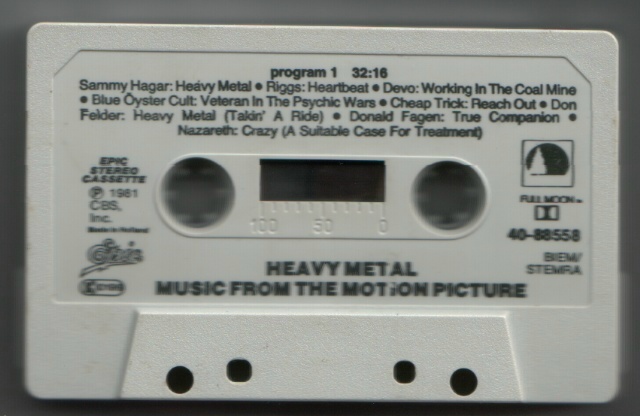 program 1 32:16
Sammy Hagar: Heavy Metal • Riggs: Heartbeat • Devo: Working In The Coal Mine
• Blue Öyster Cult: Veteran In The Psychic Wars • Cheap Trick: Reach Out • Don
Felder: Heavy Metal (Takin' A Ride) • Donald Fagen: True Companion •
Nazareth: Crazy (A Suitable Case For Treatment)
EPIC
STEREO
CASSETTE
℗ 1981
CBS,
Inc.
Made in Holland
Epic
FULL MOON
40-88558
BIEM/
STEMRA
100 50 0
HEAVY METAL
MUSIC FROM THE MOTiON PICTURE